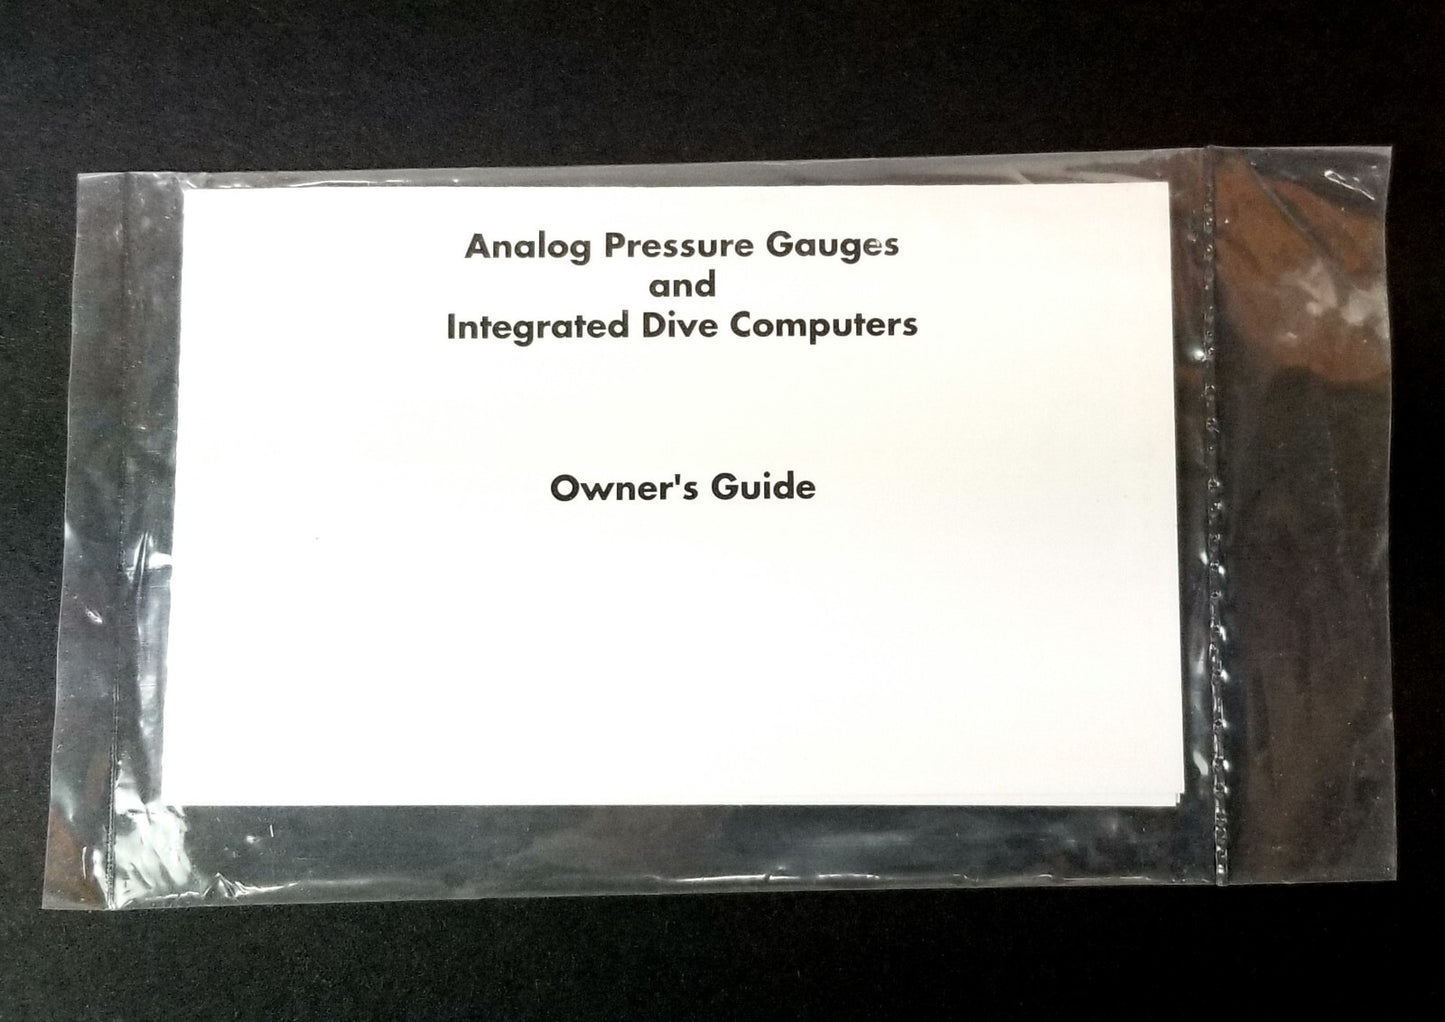 Analog Pressure Gauges
and
Integrated Dive Computers
Owner's Guide